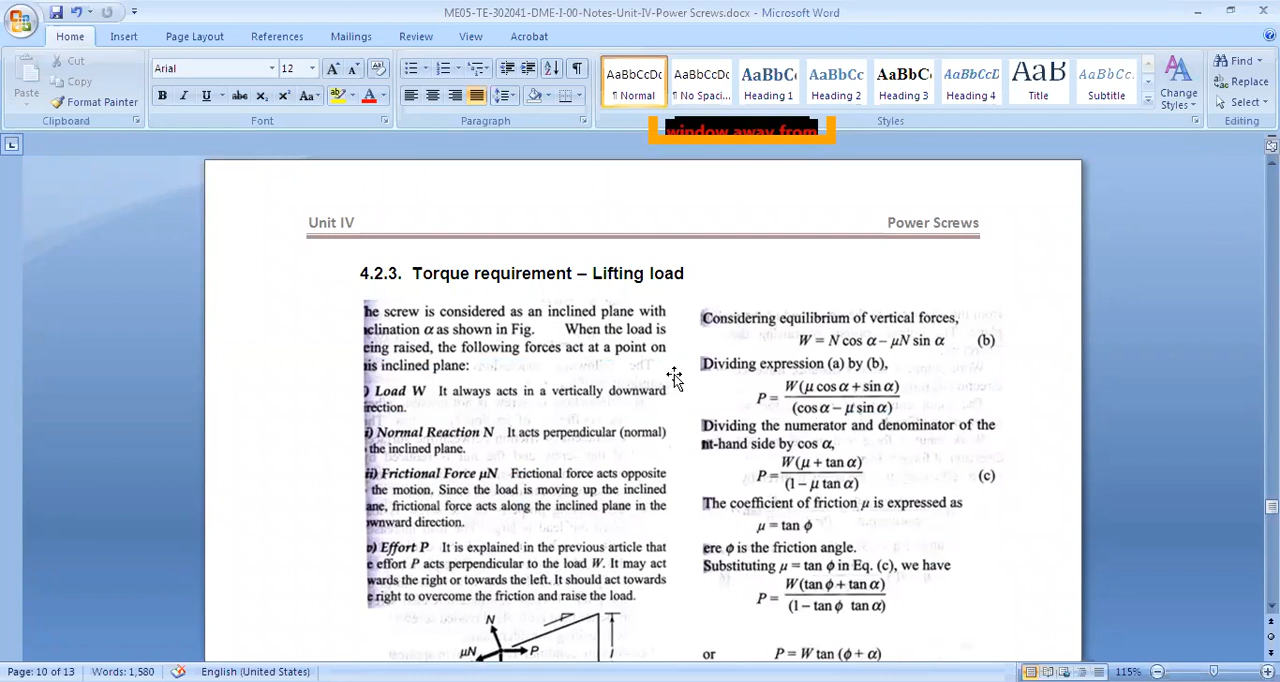 ME05-TE-302041-DME-I-00-Notes-Unit-IV-Power Screws.docx - Microsoft Word
Home Insert Page Layout References Mailings Review View Acrobat
Paste
Cut
Copy
Format Painter
Clipboard
Arial 12
Font
Paragraph
AaBbCcDc AaBbCcDc AaBbC AaBbCc AaBbCc AaBbCcD AaB AaBbCc.
¶ Normal ¶ No Spaci... Heading 1 Heading 2 Heading 3 Heading 4 Title Subtitle
Change
Styles
Styles
Find
Replace
Select
Editing
window away from
Unit IV Power Screws
4.2.3. Torque requirement – Lifting load
he screw is considered as an inclined plane with
clination α as shown in Fig. When the load is
eing raised, the following forces act at a point on
is inclined plane:
) Load W It always acts in a vertically downward
rection.
i) Normal Reaction N It acts perpendicular (normal)
the inclined plane.
ii) Frictional Force μN Frictional force acts opposite
the motion. Since the load is moving up the inclined
ane, frictional force acts along the inclined plane in the
ownward direction.
v) Effort P It is explained in the previous article that
e effort P acts perpendicular to the load W. It may act
wards the right or towards the left. It should act towards
e right to overcome the friction and raise the load.
N
μN
P
l
Considering equilibrium of vertical forces,
W = N cos α – μN sin α (b)
Dividing expression (a) by (b),
P = W(μ cos α + sin α) / (cos α – μ sin α)
Dividing the numerator and denominator of the
nt-hand side by cos α,
P = W(μ + tan α) / (1 – μ tan α) (c)
The coefficient of friction μ is expressed as
μ = tan ϕ
ere ϕ is the friction angle.
Substituting μ = tan ϕ in Eq. (c), we have
P = W(tan ϕ + tan α) / (1 – tan ϕ tan α)
or P = W tan (ϕ + α)
Page: 10 of 13 Words: 1,580 English (United States) 115%